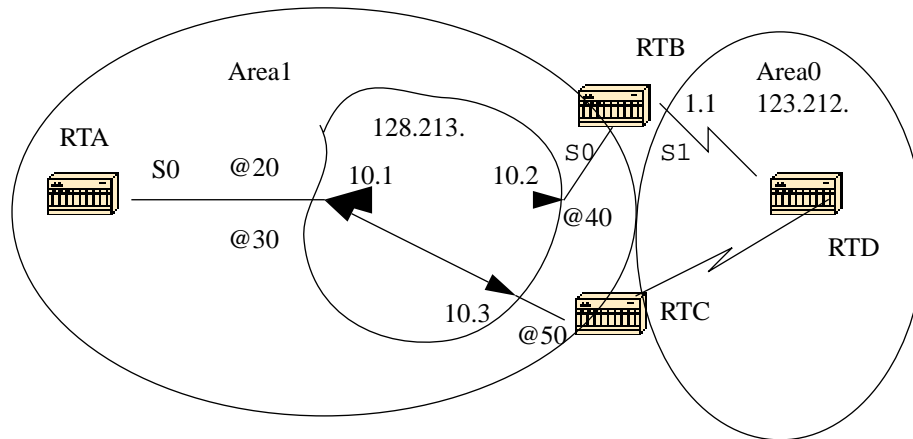 RTB
Area1
Area0
123.212.
1.1
128.213.
RTA
S0
@20
10.1
10.2
S0
S1
@40
@30
RTD
10.3
@50
RTC